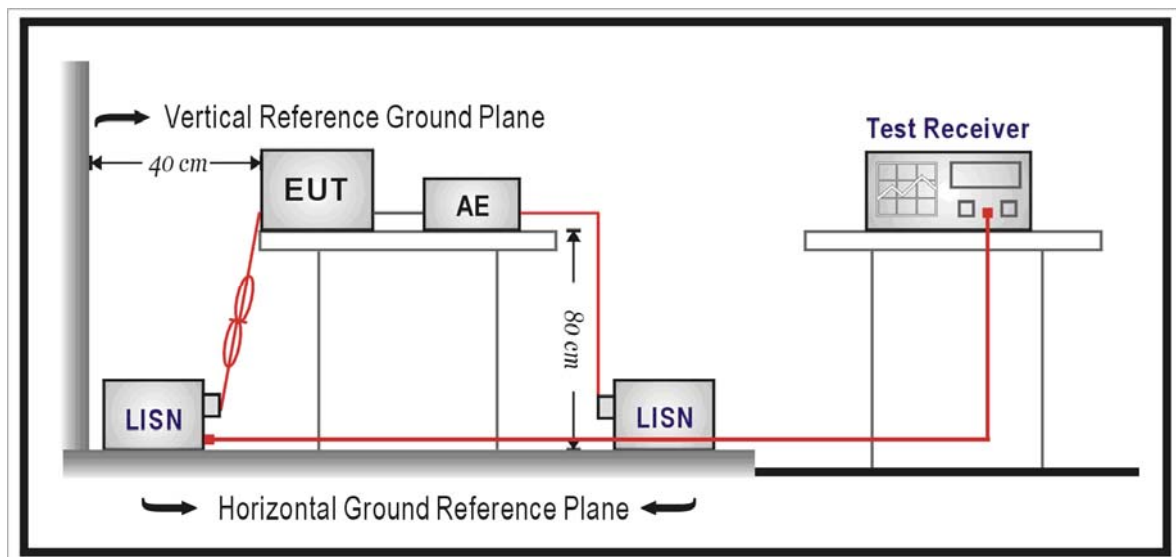 Vertical Reference Ground Plane
40 cm
EUT
AE
Test Receiver
80 cm
LISN
LISN
Horizontal Ground Reference Plane